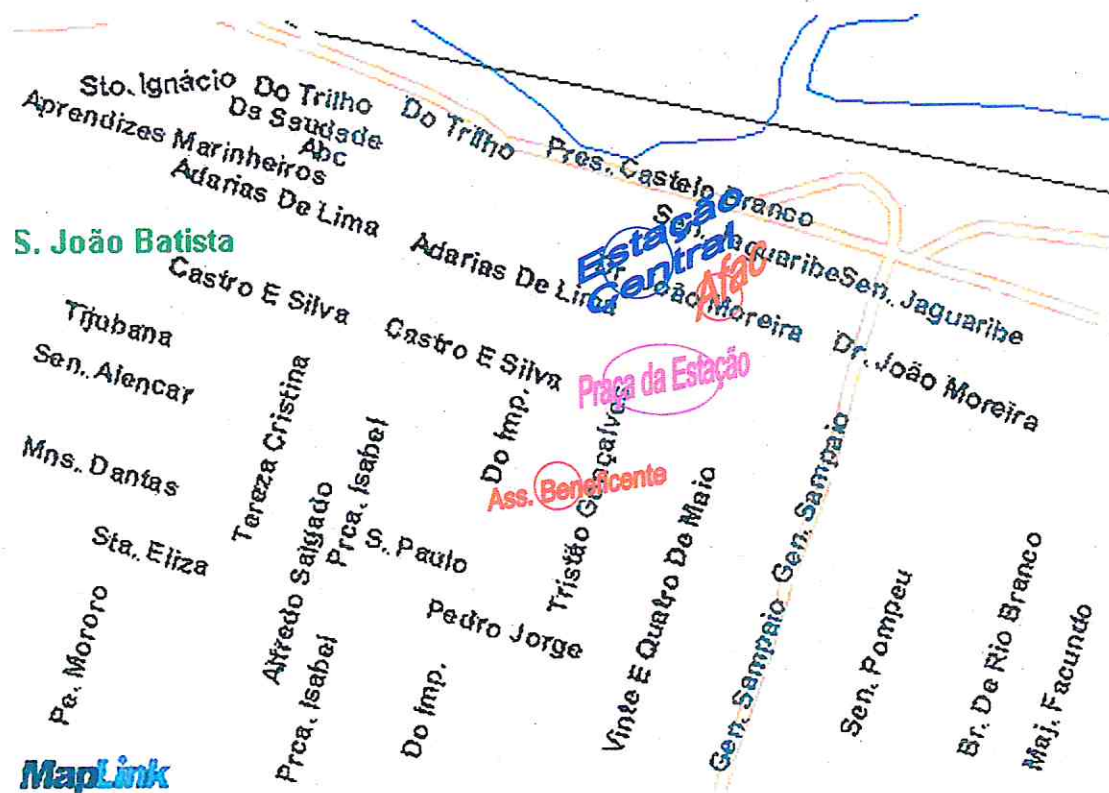 Sto. Ignácio
Do Trilho
Do Trilho
Da Saudade
Abc
Aprendizes Marinheiros
Pres. Castelo Branco
Adarias De Lima
Adarias De Lima
S. João Batista
Estação
Central
Afac
Sen. Jaguaribe
Dr. João Moreira
Dr. João Moreira
Castro E Silva
Castro E Silva
Tijubana
Praça da Estação
Sen. Alencar
Tereza Cristina
Prca. Isabel
Do Imp.
Tristão Gonçalves
Mns. Dantas
Ass. Beneficente
Gen. Sampaio
Vinte E Quatro De Maio
Sta. Eliza
Alfredo Salgado
S. Paulo
Pedro Jorge
Pe. Mororo
Prca. Isabel
Do Imp.
Gen. Sampaio
Sen. Pompeu
Br. De Rio Branco
Maj. Facundo
MapLink